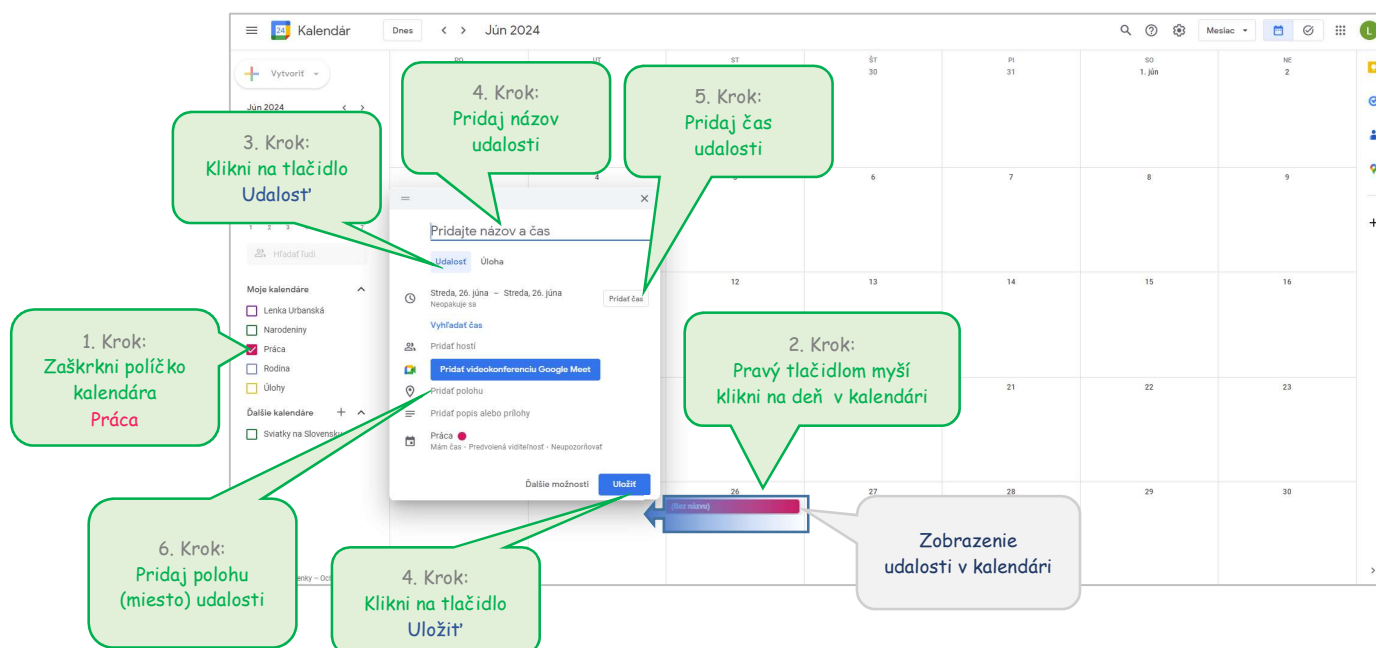 24 Kalendár Dnes < > Jún 2024 Mesiac L
Vytvoriť
ST ŠT PI SO NE
30 31 1. jún 2
Jún 2024 < >
4. Krok:
Pridaj názov
udalosti
5. Krok:
Pridaj čas
udalosti
3. Krok:
Klikni na tlačidlo
Udalosť
4 6 7 8 9
1 2 3
Hľadať ľudí
Moje kalendáre
Lenka Urbanská
Narodeniny
Práca
Rodina
Úlohy
Ďalšie kalendáre +
Sviatky na Slovensku
1. Krok:
Zaškrkni políčko
kalendára
Práca
Pridajte názov a čas
Udalosť Úloha
Streda, 26. júna – Streda, 26. júna Pridať čas
Neopakuje sa
Vyhľadať čas
Pridať hostí
Pridať videokonferenciu Google Meet
Pridať polohu
Pridať popis alebo prílohy
Práca
Mám čas · Predvolená viditeľnosť · Neupozorňovať
Ďalšie možnosti Uložiť
12 13 14 15 16
2. Krok:
Pravý tlačidlom myší
klikni na deň v kalendári
21 22 23
26 27 28 29 30
(Bez názvu)
Zobrazenie
udalosti v kalendári
6. Krok:
Pridaj polohu
(miesto) udalosti
4. Krok:
Klikni na tlačidlo
Uložiť